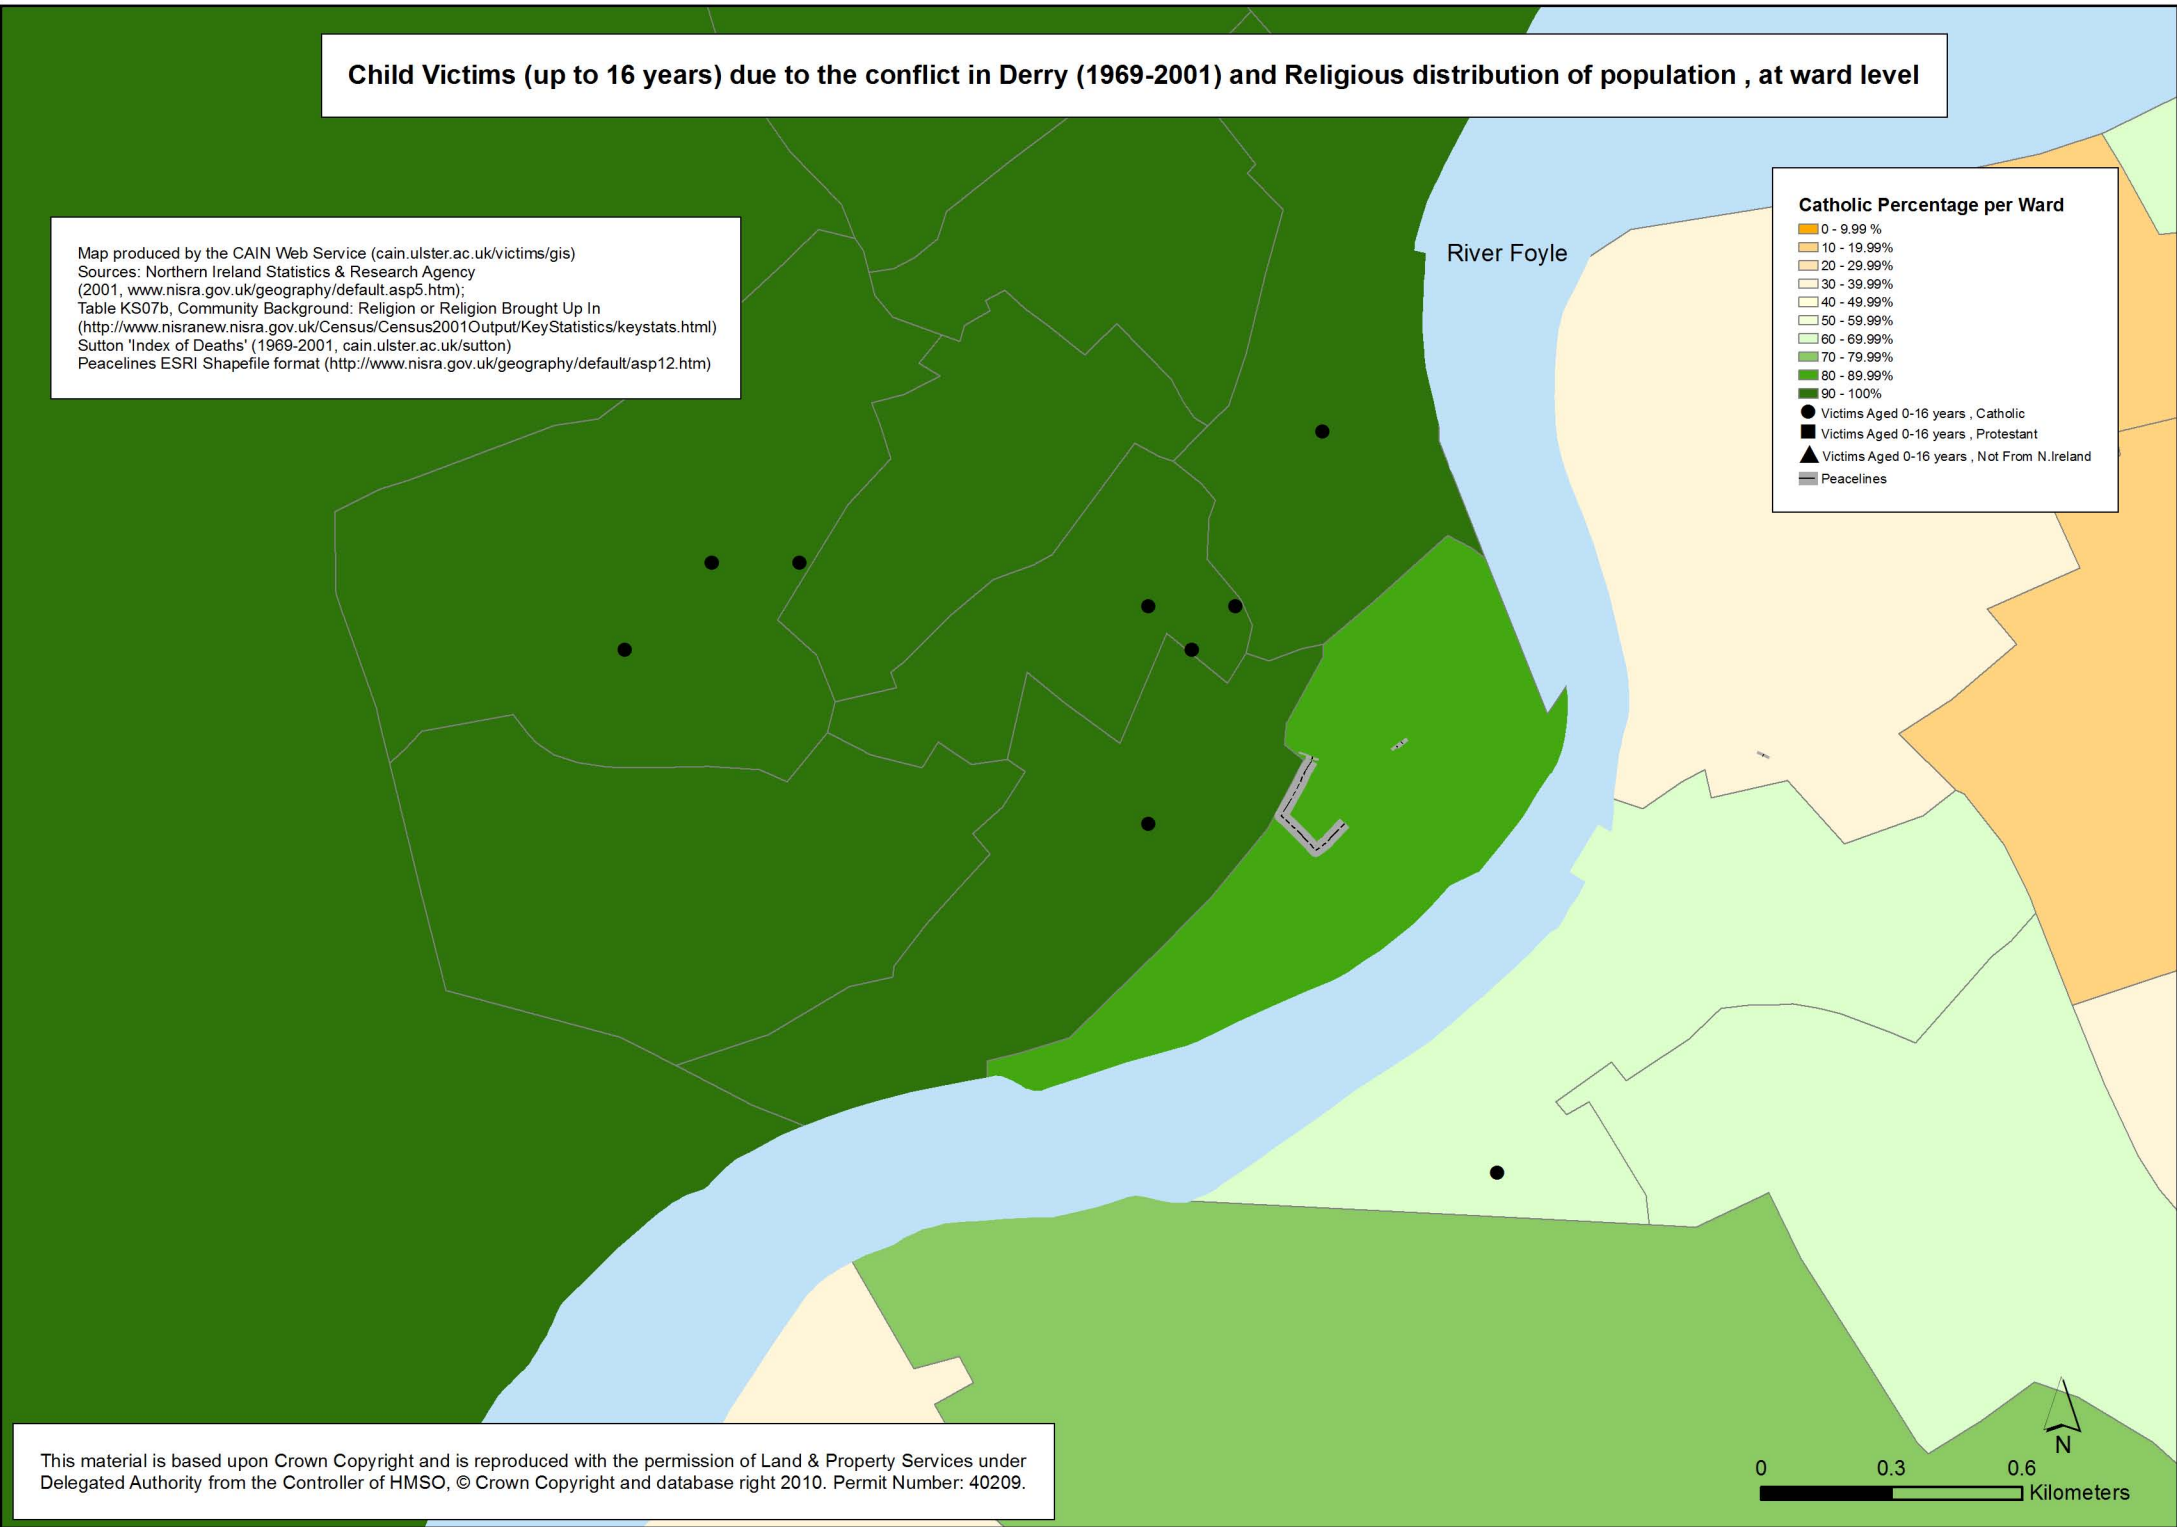 Child Victims (up to 16 years) due to the conflict in Derry (1969-2001) and Religious distribution of population , at ward level
Map produced by the CAIN Web Service (cain.ulster.ac.uk/victims/gis)
Sources: Northern Ireland Statistics & Research Agency
(2001, www.nisra.gov.uk/geography/default.asp5.htm);
Table KS07b, Community Background: Religion or Religion Brought Up In
(http://www.nisranew.nisra.gov.uk/Census/Census2001Output/KeyStatistics/keystats.html)
Sutton 'Index of Deaths' (1969-2001, cain.ulster.ac.uk/sutton)
Peacelines ESRI Shapefile format (http://www.nisra.gov.uk/geography/default/asp12.htm)
River Foyle
Catholic Percentage per Ward
0 - 9.99 %
10 - 19.99%
20 - 29.99%
30 - 39.99%
40 - 49.99%
50 - 59.99%
60 - 69.99%
70 - 79.99%
80 - 89.99%
90 - 100%
Victims Aged 0-16 years , Catholic
Victims Aged 0-16 years , Protestant
Victims Aged 0-16 years , Not From N.Ireland
Peacelines
This material is based upon Crown Copyright and is reproduced with the permission of Land & Property Services under
Delegated Authority from the Controller of HMSO, © Crown Copyright and database right 2010. Permit Number: 40209.
N
0 0.3 0.6
Kilometers